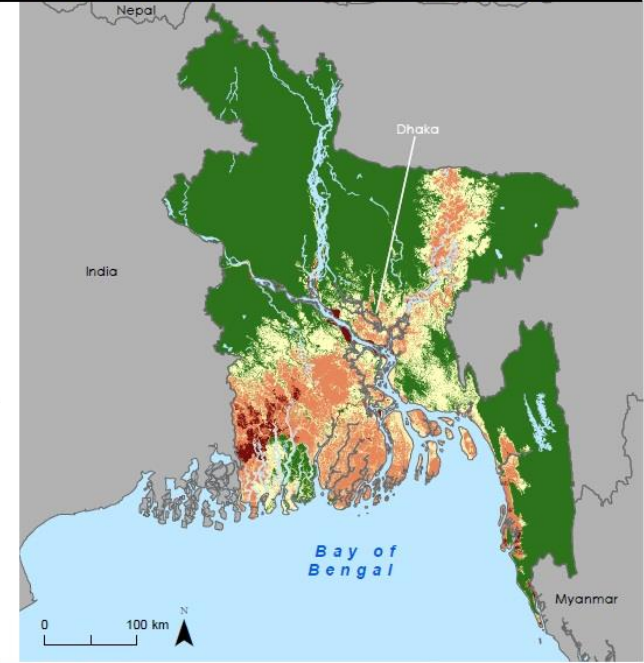 Nepal
Dhaka
India
Bay of
Bengal
0 100 km
N
Myanmar